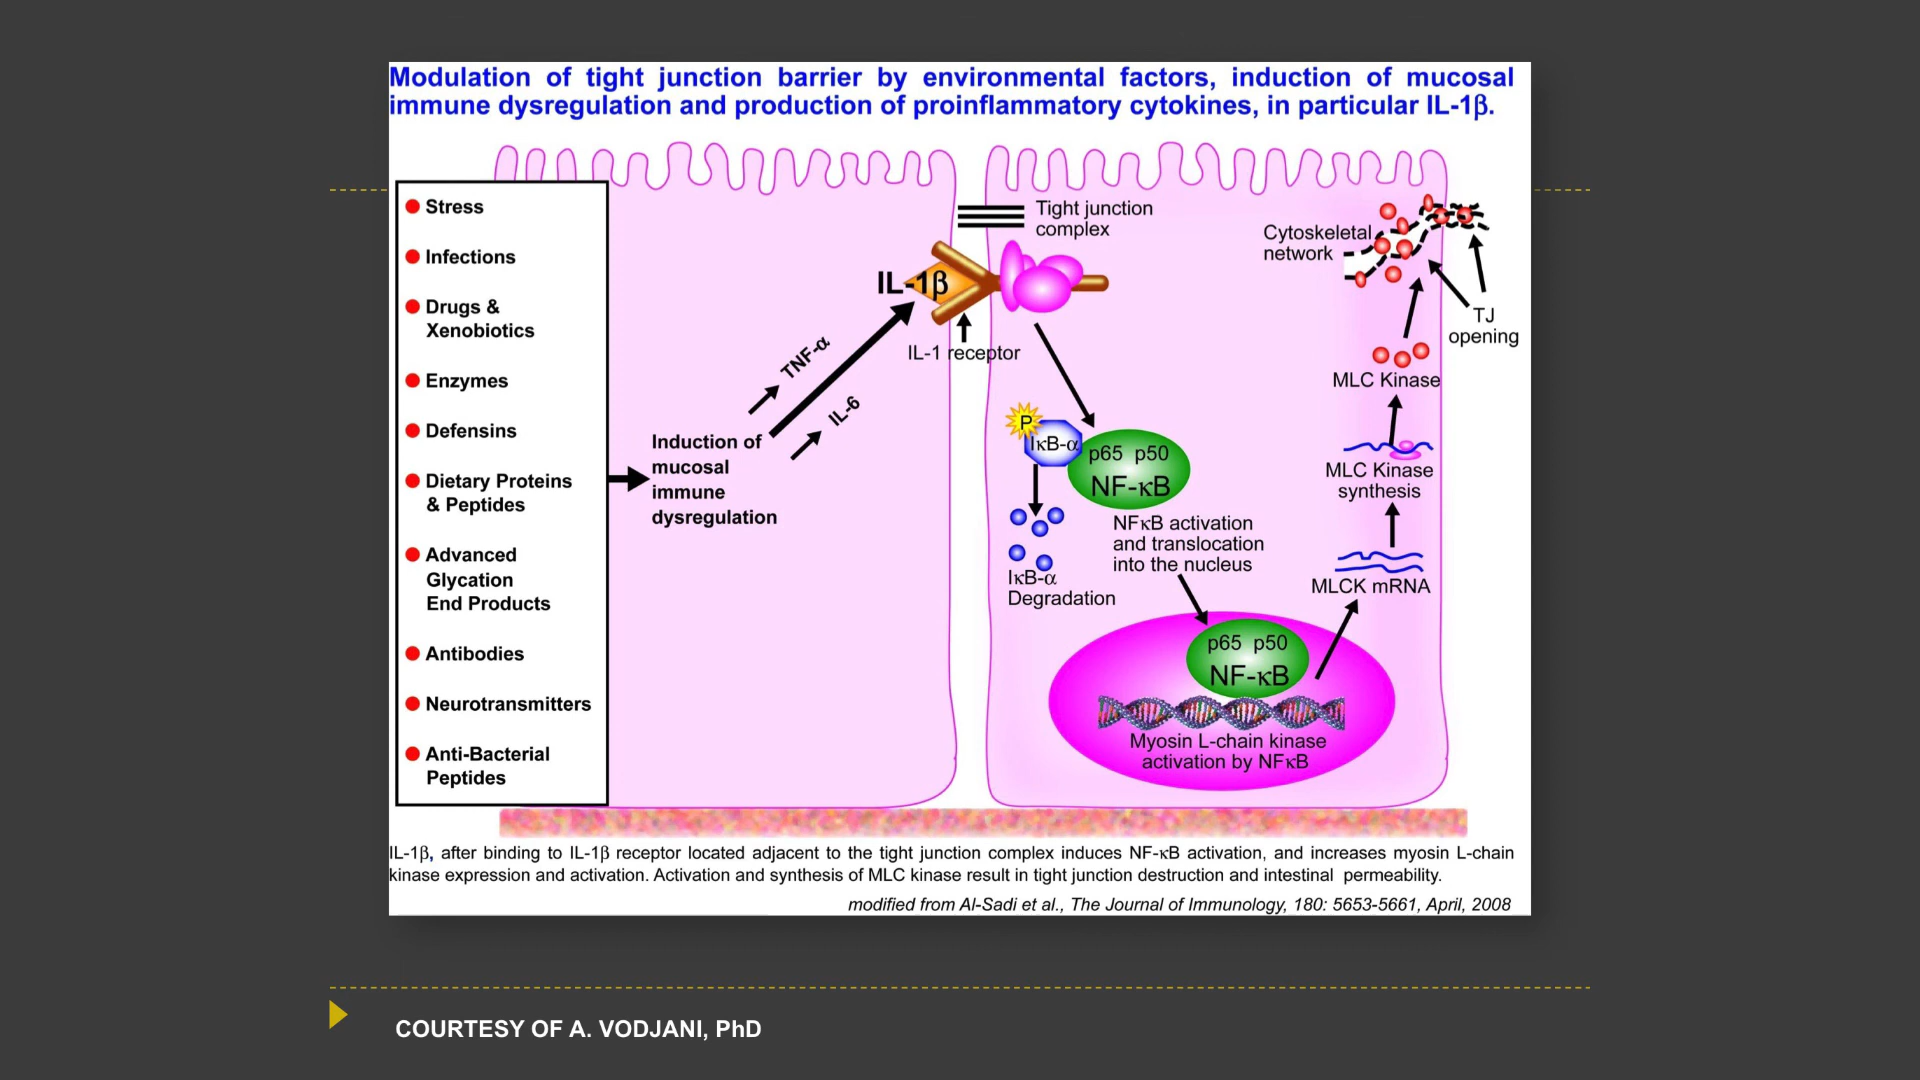 Modulation of tight junction barrier by environmental factors, induction of mucosal
immune dysregulation and production of proinflammatory cytokines, in particular IL-1β.
Stress
Infections
Drugs &
Xenobiotics
Enzymes
Defensins
Dietary Proteins
& Peptides
Advanced
Glycation
End Products
Antibodies
Neurotransmitters
Anti-Bacterial
Peptides
Induction of
mucosal
immune
dysregulation
TNF-α
IL-6
IL-1β
IL-1 receptor
Tight junction
complex
P
IκB-α
p65 p50
NF-κB
IκB-α
Degradation
NFκB activation
and translocation
into the nucleus
p65 p50
NF-κB
Myosin L-chain kinase
activation by NFκB
MLCK mRNA
MLC Kinase
synthesis
MLC Kinase
Cytoskeletal
network
TJ
opening
IL-1β, after binding to IL-1β receptor located adjacent to the tight junction complex induces NF-κB activation, and increases myosin L-chain
kinase expression and activation. Activation and synthesis of MLC kinase result in tight junction destruction and intestinal permeability.
modified from Al-Sadi et al., The Journal of Immunology, 180: 5653-5661, April, 2008
COURTESY OF A. VODJANI, PhD